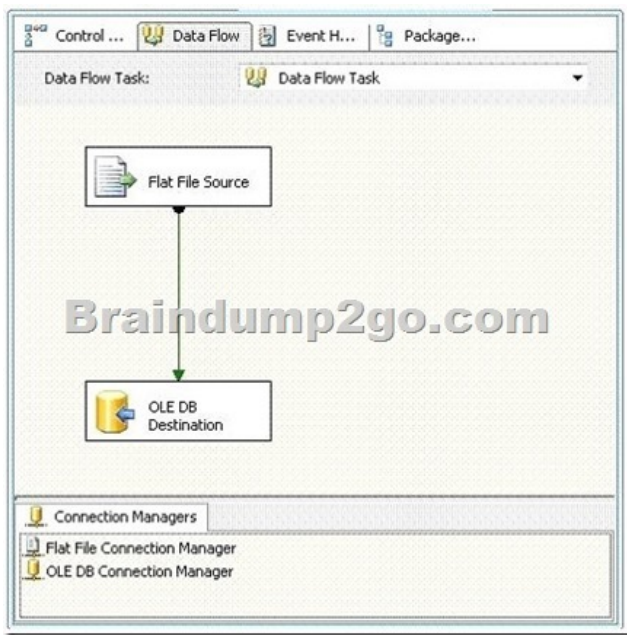 Control ... Data Flow Event H... Package...
Data Flow Task: Data Flow Task
Flat File Source
Braindump2go.com
OLE DB
Destination
Connection Managers
Flat File Connection Manager
OLE DB Connection Manager